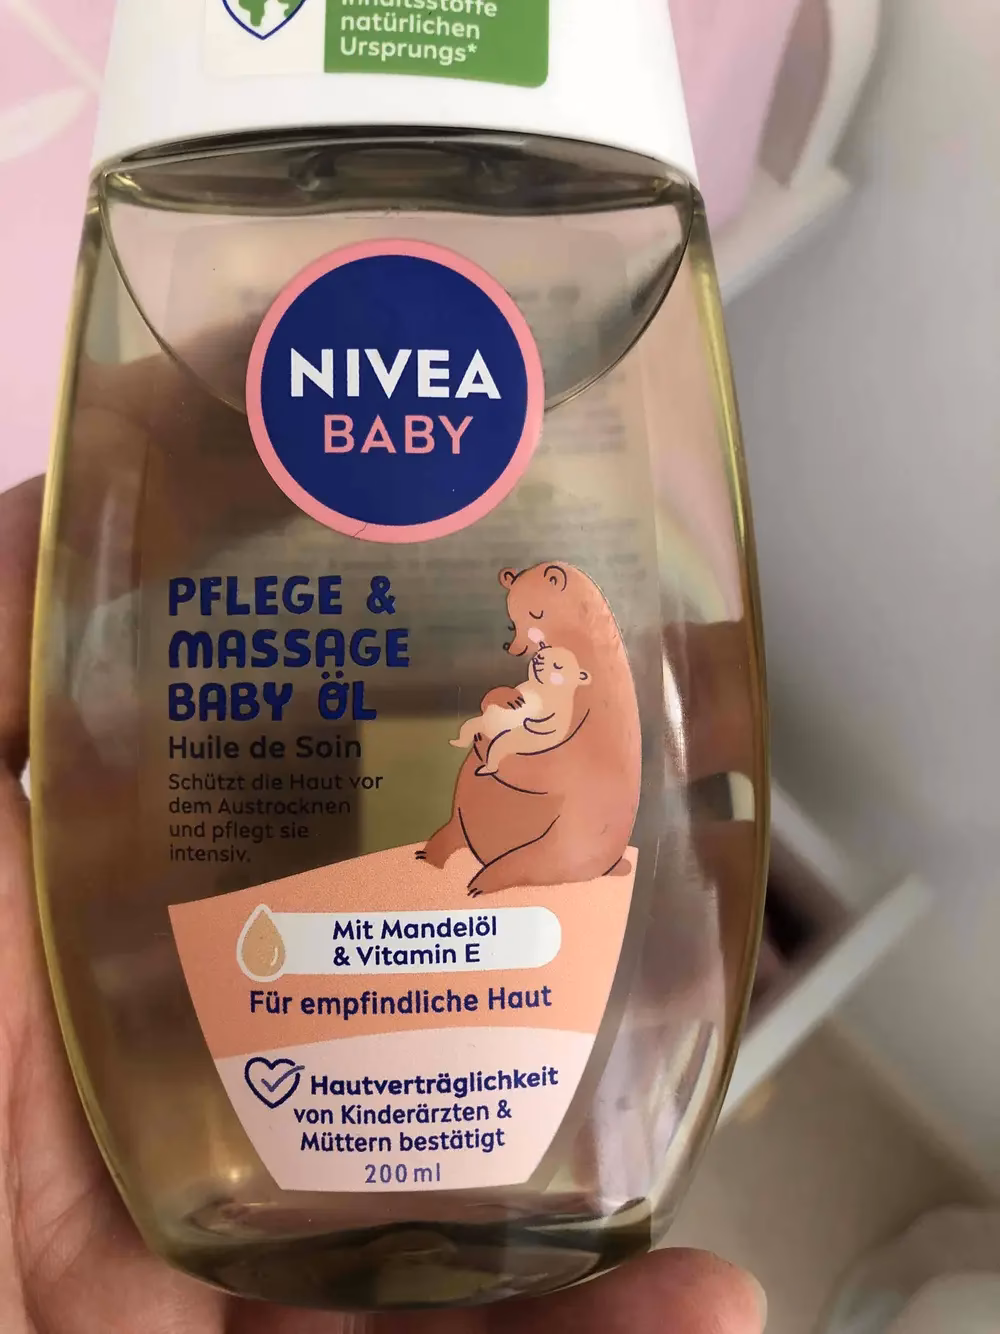 Inhaltsstoffe
natürlichen
Ursprungs*
NIVEA
BABY
PFLEGE &
MASSAGE
BABY ÖL
Huile de Soin
Schützt die Haut vor
dem Austrocknen
und pflegt sie
intensiv.
Mit Mandelöl
& Vitamin E
Für empfindliche Haut
Hautverträglichkeit
von Kinderärzten &
Müttern bestätigt
200 ml